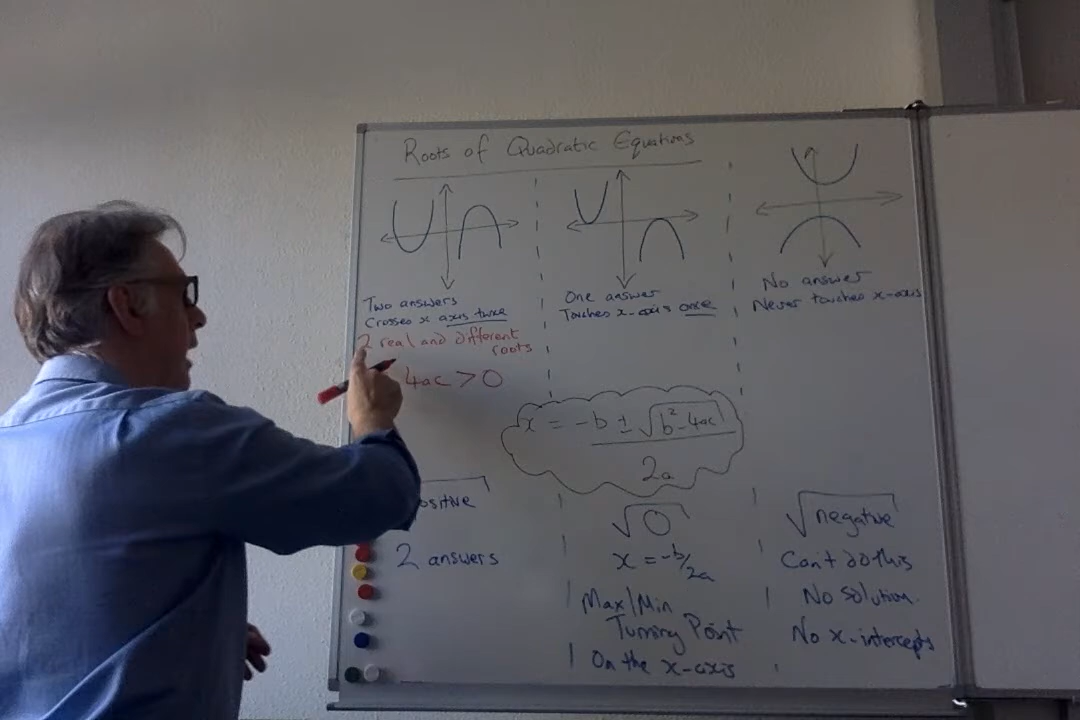 Roots of Quadratic Equations
Two answers
Crosses x axis twice
2 real and different
roots
4ac > 0
One answer
Touches x-axis once
No answer
Never touches x-axis
x = -b ± √b²-4ac
2a
ositive
2 answers
√0
x = -b/2a
Max/Min
Turning Point
On the x-axis
√negative
Can't do this
No solution.
No x-intercepts